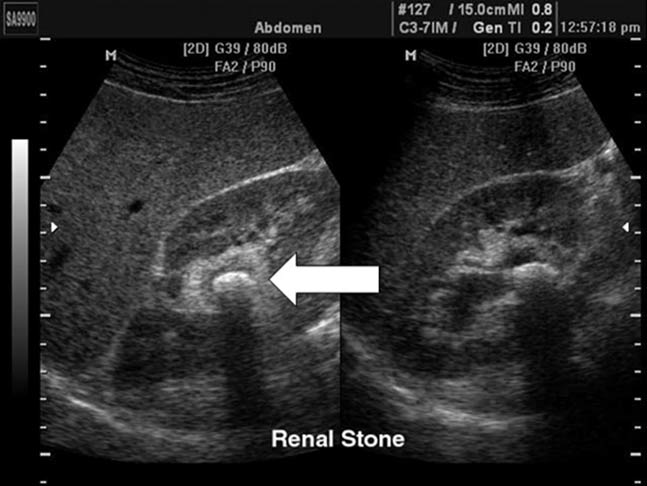 SA9900
Abdomen
#127 / 15.0cm MI 0.8
C3-7IM / Gen TI 0.2
12:57:18 pm
M
[2D] G39 / 80dB
FA2 / P90
M
[2D] G39 / 80dB
FA2 / P90
Renal Stone